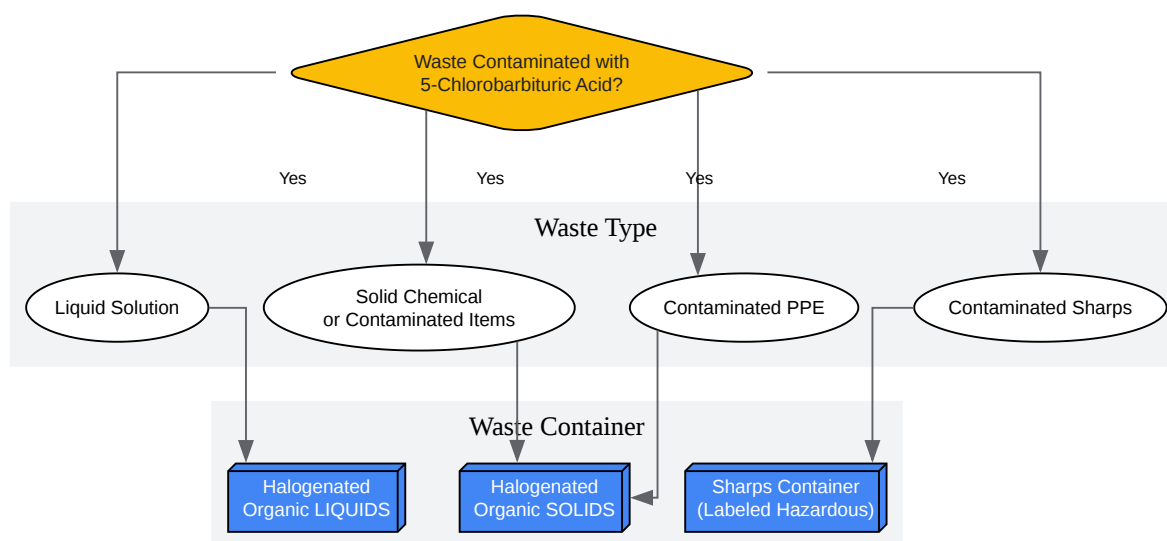 Waste Contaminated with
5-Chlorobarbituric Acid?
Yes
Yes
Yes
Yes
Waste Type
Liquid Solution
Solid Chemical
or Contaminated Items
Contaminated PPE
Contaminated Sharps
Waste Container
Halogenated
Organic LIQUIDS
Halogenated
Organic SOLIDS
Sharps Container
(Labeled Hazardous)